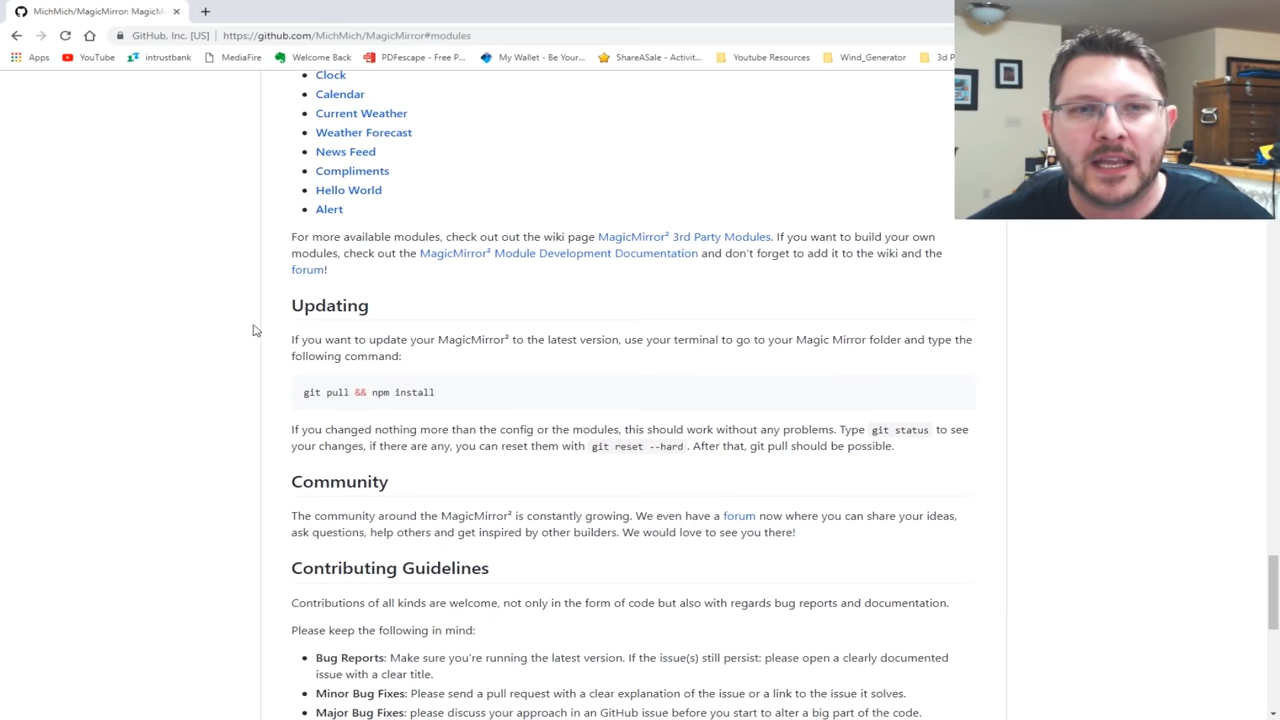 MichMich/MagicMirror: MagicM
GitHub, Inc. [US] | https://github.com/MichMich/MagicMirror#modules
Apps YouTube intrustbank MediaFire Welcome Back PDFescape - Free P... My Wallet - Be Your... ShareASale - Activit... Youtube Resources Wind_Generator 3d P
Clock
Calendar
Current Weather
Weather Forecast
News Feed
Compliments
Hello World
Alert
For more available modules, check out out the wiki page MagicMirror² 3rd Party Modules. If you want to build your own
modules, check out the MagicMirror² Module Development Documentation and don't forget to add it to the wiki and the
forum!
Updating
If you want to update your MagicMirror² to the latest version, use your terminal to go to your Magic Mirror folder and type the
following command:
git pull && npm install
If you changed nothing more than the config or the modules, this should work without any problems. Type git status to see
your changes, if there are any, you can reset them with git reset --hard . After that, git pull should be possible.
Community
The community around the MagicMirror² is constantly growing. We even have a forum now where you can share your ideas,
ask questions, help others and get inspired by other builders. We would love to see you there!
Contributing Guidelines
Contributions of all kinds are welcome, not only in the form of code but also with regards bug reports and documentation.
Please keep the following in mind:
Bug Reports: Make sure you're running the latest version. If the issue(s) still persist: please open a clearly documented
issue with a clear title.
Minor Bug Fixes: Please send a pull request with a clear explanation of the issue or a link to the issue it solves.
Major Bug Fixes: please discuss your approach in an GitHub issue before you start to alter a big part of the code.